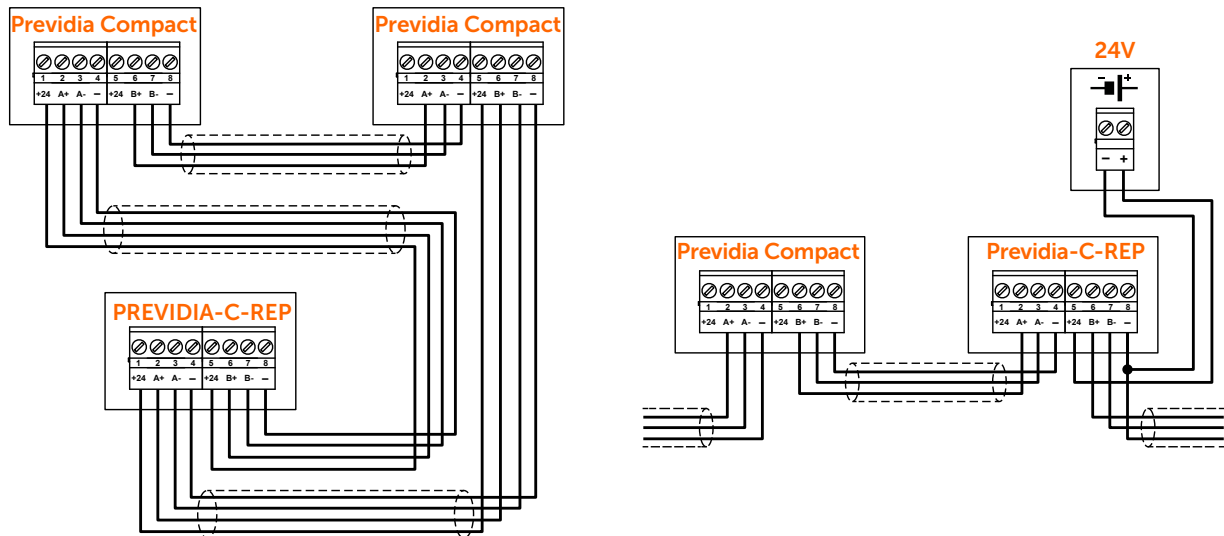 Previdia Compact
1 2 3 4 5 6 7 8
+24 A+ A- – +24 B+ B- –
Previdia Compact
1 2 3 4 5 6 7 8
+24 A+ A- – +24 B+ B- –
PREVIDIA-C-REP
1 2 3 4 5 6 7 8
+24 A+ A- – +24 B+ B- –
24V
- +
– +
Previdia Compact
1 2 3 4 5 6 7 8
+24 A+ A- – +24 B+ B- –
Previdia-C-REP
1 2 3 4 5 6 7 8
+24 A+ A- – +24 B+ B- –